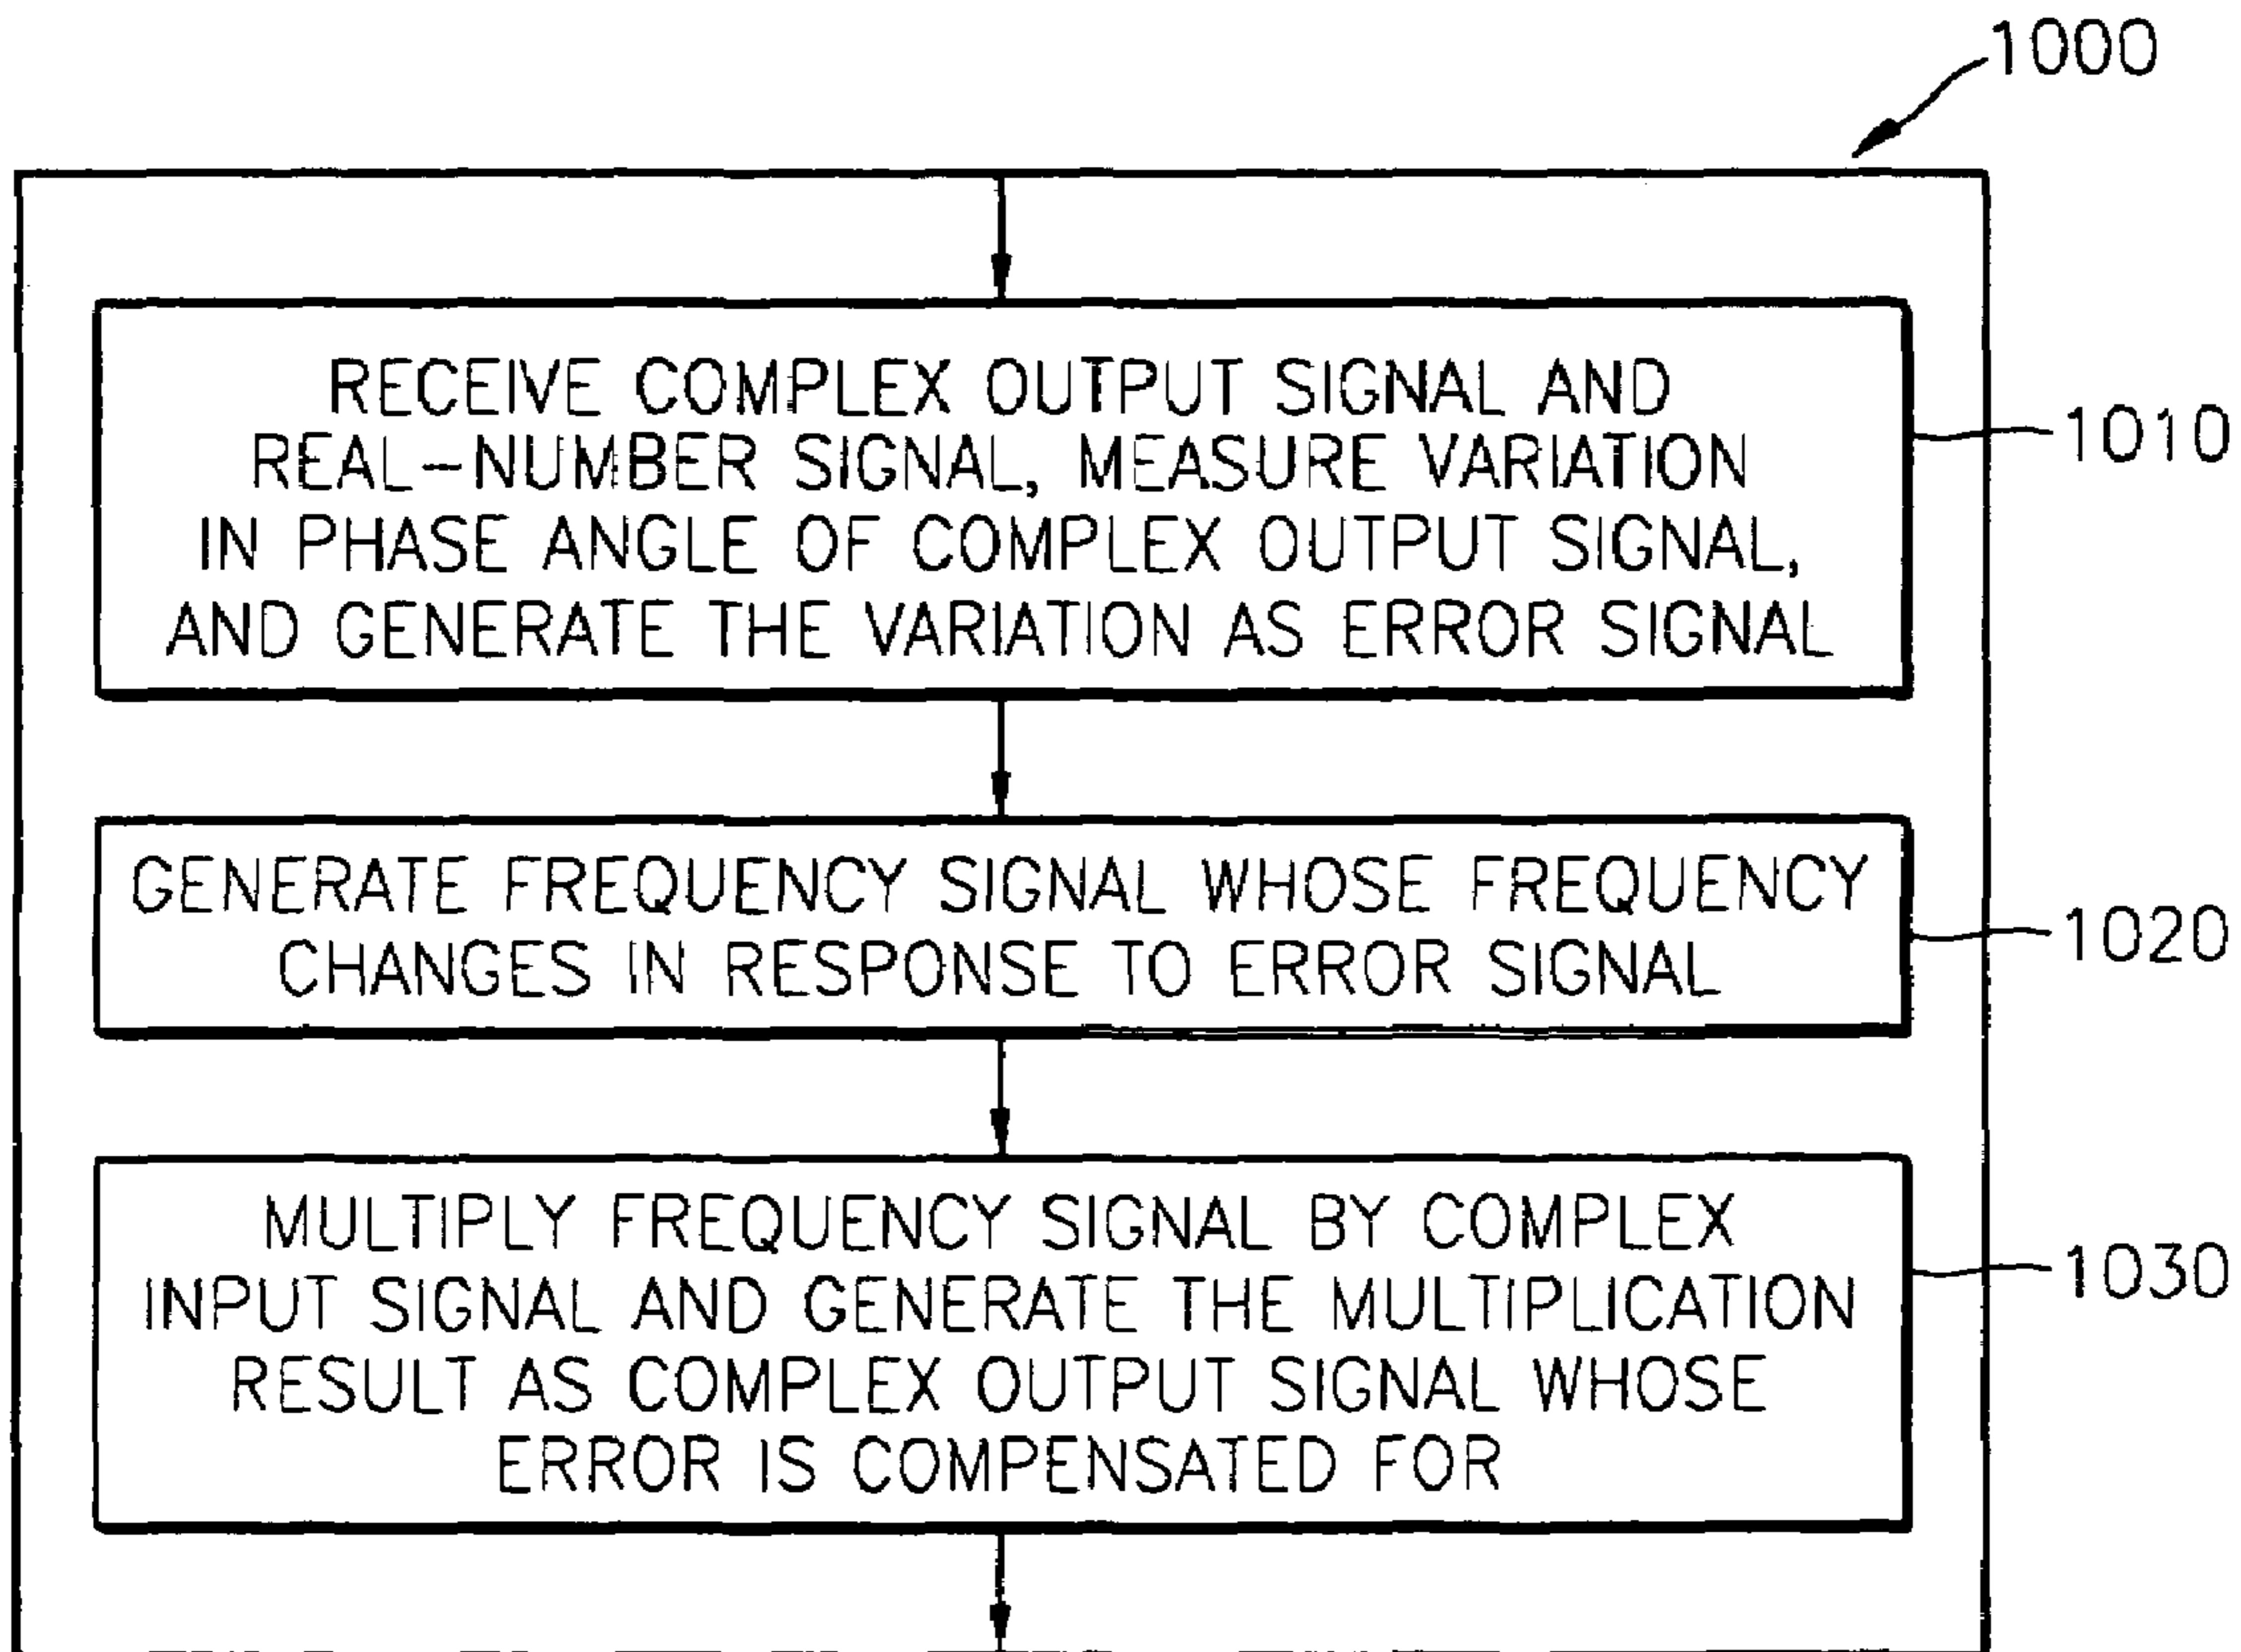 1000
RECEIVE COMPLEX OUTPUT SIGNAL AND
REAL-NUMBER SIGNAL, MEASURE VARIATION
IN PHASE ANGLE OF COMPLEX OUTPUT SIGNAL,
AND GENERATE THE VARIATION AS ERROR SIGNAL
1010
GENERATE FREQUENCY SIGNAL WHOSE FREQUENCY
CHANGES IN RESPONSE TO ERROR SIGNAL
1020
MULTIPLY FREQUENCY SIGNAL BY COMPLEX
INPUT SIGNAL AND GENERATE THE MULTIPLICATION
RESULT AS COMPLEX OUTPUT SIGNAL WHOSE
ERROR IS COMPENSATED FOR
1030